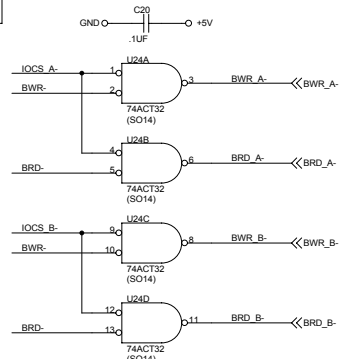 C20
GND +5V
.1UF
U24A
IOCS_A- 1
3 BWR_A- BWR_A-
BWR- 2
74ACT32
(SO14)
U24B
4
6 BRD_A- BRD_A-
BRD- 5
74ACT32
(SO14)
U24C
IOCS_B- 9
8 BWR_B- BWR_B-
BWR- 10
74ACT32
(SO14)
U24D
12
11 BRD_B- BRD_B-
BRD- 13
74ACT32
(SO14)